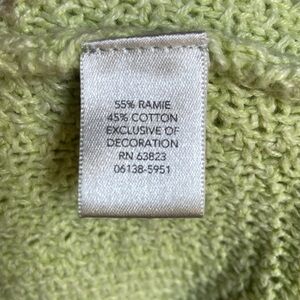 55% RAMIE
45% COTTON
EXCLUSIVE OF
DECORATION
RN 63823
06138-5951